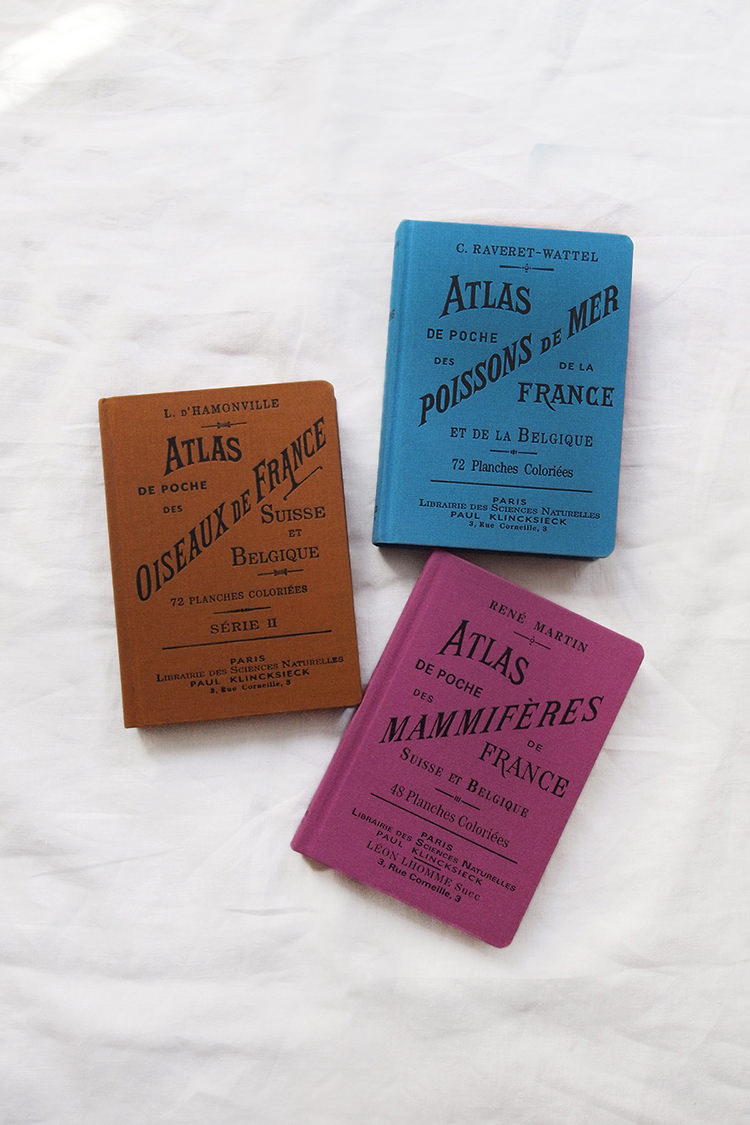 C. RAVERET-WATTEL
ATLAS
DE POCHE
DES
POISSONS DE MER
DE LA
FRANCE
ET DE LA BELGIQUE
72 Planches Coloriées
PARIS
LIBRAIRIE DES SCIENCES NATURELLES
PAUL KLINCKSIECK
3, Rue Corneille, 3
L. D'HAMONVILLE
ATLAS
DE POCHE
DES
OISEAUX DE FRANCE
SUISSE
ET
BELGIQUE
72 PLANCHES COLORIÉES
SÉRIE II
PARIS
LIBRAIRIE DES SCIENCES NATURELLES
PAUL KLINCKSIECK
3, Rue Corneille, 3
RENÉ MARTIN
ATLAS
DE POCHE
DES
MAMMIFÈRES
DE
FRANCE
SUISSE ET BELGIQUE
48 Planches Coloriées
PARIS
LIBRAIRIE DES SCIENCES NATURELLES
PAUL KLINCKSIECK
LÉON LHOMME Succ
3, Rue Corneille, 3